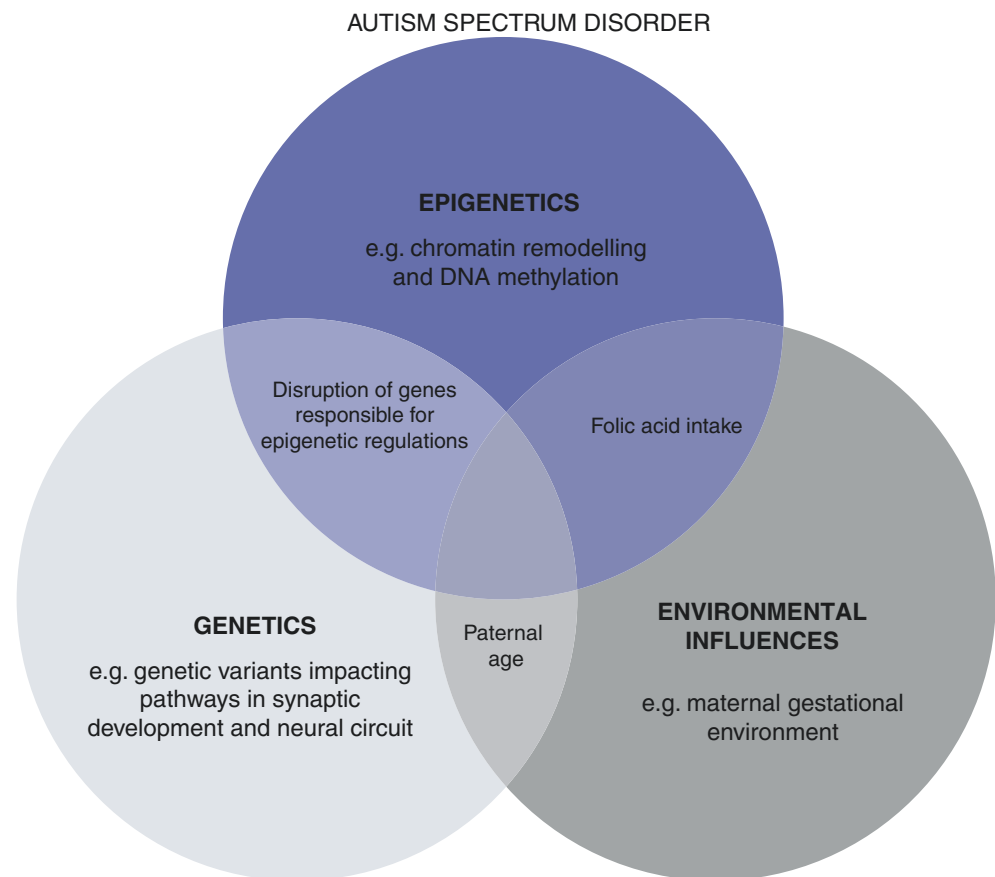 AUTISM SPECTRUM DISORDER
EPIGENETICS
e.g. chromatin remodelling
and DNA methylation
Disruption of genes
responsible for
epigenetic regulations
Folic acid intake
GENETICS
e.g. genetic variants impacting
pathways in synaptic
development and neural circuit
Paternal
age
ENVIRONMENTAL
INFLUENCES
e.g. maternal gestational
environment